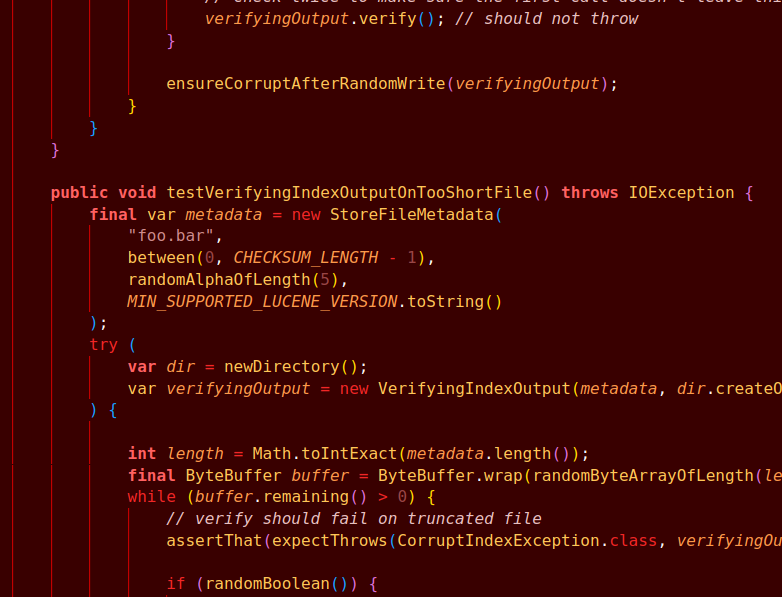 // check twice to make sure the first call doesn't leave thi
verifyingOutput.verify(); // should not throw
}
ensureCorruptAfterRandomWrite(verifyingOutput);
}
}
}
public void testVerifyingIndexOutputOnTooShortFile() throws IOException {
final var metadata = new StoreFileMetadata(
"foo.bar",
between(0, CHECKSUM_LENGTH - 1),
randomAlphaOfLength(5),
MIN_SUPPORTED_LUCENE_VERSION.toString()
);
try (
var dir = newDirectory();
var verifyingOutput = new VerifyingIndexOutput(metadata, dir.createO
) {
int length = Math.toIntExact(metadata.length());
final ByteBuffer buffer = ByteBuffer.wrap(randomByteArrayOfLength(le
while (buffer.remaining() > 0) {
// verify should fail on truncated file
assertThat(expectThrows(CorruptIndexException.class, verifyingOu
if (randomBoolean()) {